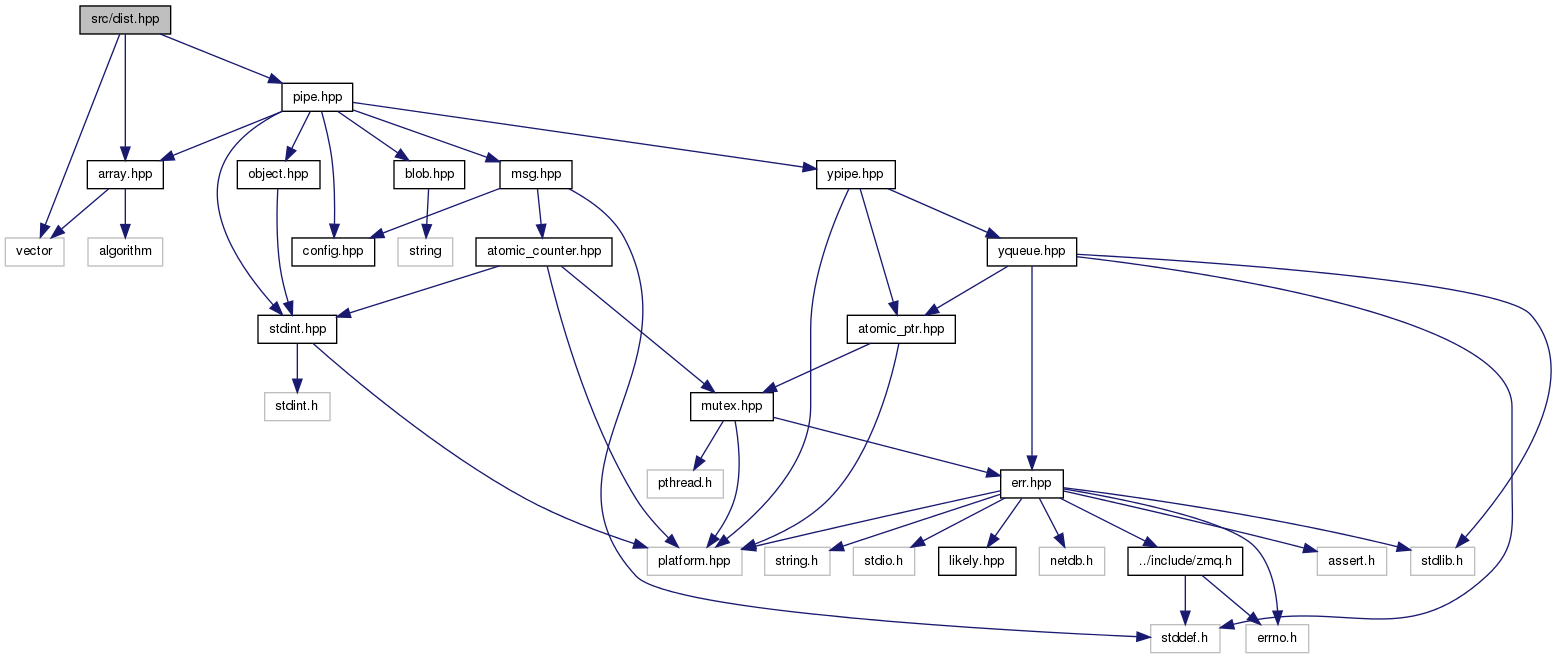 src/dist.hpp
pipe.hpp
array.hpp
object.hpp
blob.hpp
msg.hpp
ypipe.hpp
vector
algorithm
config.hpp
string
atomic_counter.hpp
yqueue.hpp
stdint.hpp
atomic_ptr.hpp
stdint.h
mutex.hpp
pthread.h
err.hpp
platform.hpp
string.h
stdio.h
likely.hpp
netdb.h
../include/zmq.h
assert.h
stdlib.h
stddef.h
errno.h